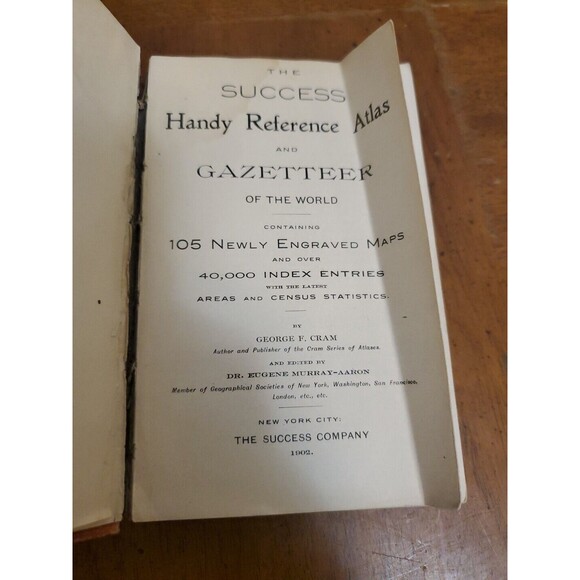 THE
SUCCESS
Handy Reference Atlas
AND
GAZETTEER
OF THE WORLD
CONTAINING
105 NEWLY ENGRAVED MAPS
AND OVER
40,000 INDEX ENTRIES
WITH THE LATEST
AREAS AND CENSUS STATISTICS.
BY
GEORGE F. CRAM
Author and Publisher of the Cram Series of Atlases.
AND EDITED BY
DR. EUGENE MURRAY-AARON
Member of Geographical Societies of New York, Washington, San Francisco,
London, etc., etc.
NEW YORK CITY:
THE SUCCESS COMPANY
1902.